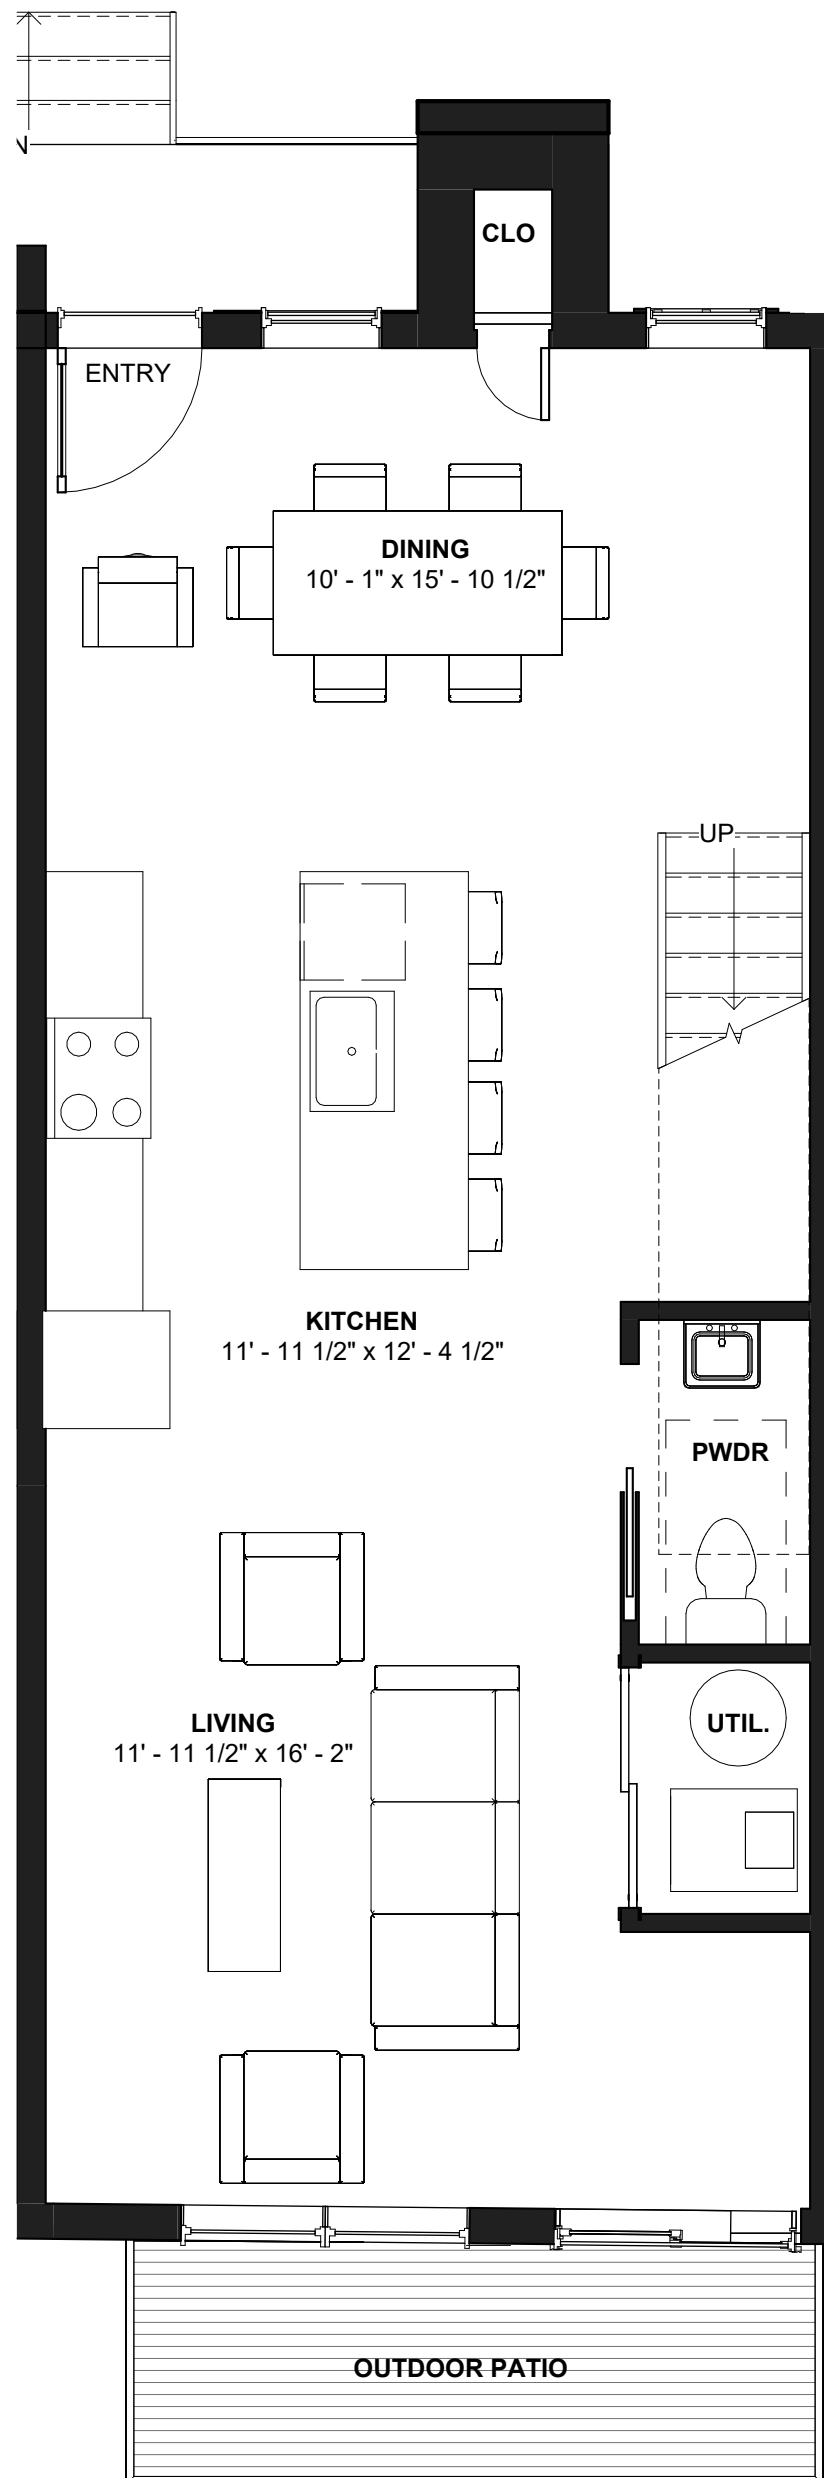 N
CLO
ENTRY
DINING
10' - 1" x 15' - 10 1/2"
UP
KITCHEN
11' - 11 1/2" x 12' - 4 1/2"
PWDR
LIVING
11' - 11 1/2" x 16' - 2"
UTIL.
OUTDOOR PATIO